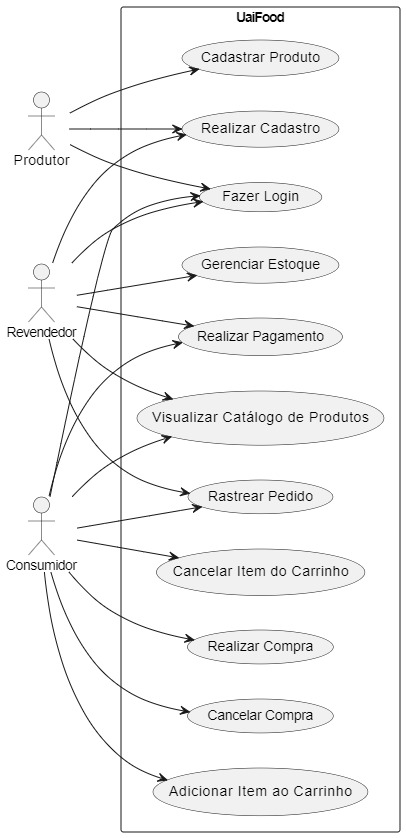 UaiFood
Cadastrar Produto
Realizar Cadastro
Produtor
Fazer Login
Gerenciar Estoque
Revendedor
Realizar Pagamento
Visualizar Catálogo de Produtos
Rastrear Pedido
Consumidor
Cancelar Item do Carrinho
Realizar Compra
Cancelar Compra
Adicionar Item ao Carrinho